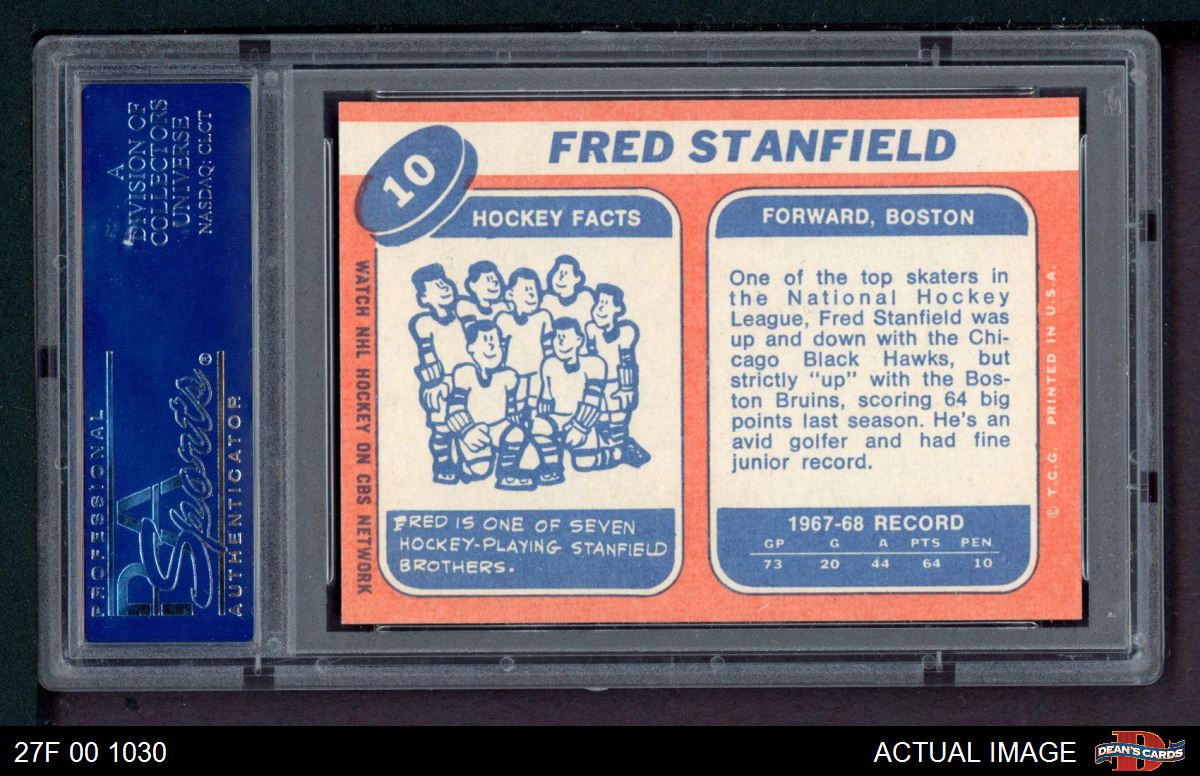 A
DIVISION OF
COLLECTORS
UNIVERSE
NASDAQ: CLCT
PROFESSIONAL
PSA
Sports®
AUTHENTICATOR
10
FRED STANFIELD
HOCKEY FACTS
WATCH NHL HOCKEY ON CBS NETWORK
FRED IS ONE OF SEVEN
HOCKEY-PLAYING STANFIELD
BROTHERS.
FORWARD, BOSTON
One of the top skaters in
the National Hockey
League, Fred Stanfield was
up and down with the Chi-
cago Black Hawks, but
strictly "up" with the Bos-
ton Bruins, scoring 64 big
points last season. He's an
avid golfer and had fine
junior record.
1967-68 RECORD
GP G A PTS PEN
73 20 44 64 10
© T.C.G. PRINTED IN U.S.A.
27F 00 1030
ACTUAL IMAGE
D
DEAN'S CARDS